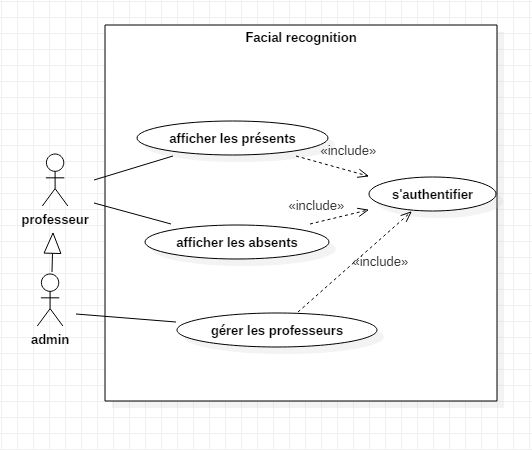 Facial recognition
afficher les présents
«include»
s'authentifier
«include»
professeur
afficher les absents
«include»
gérer les professeurs
admin